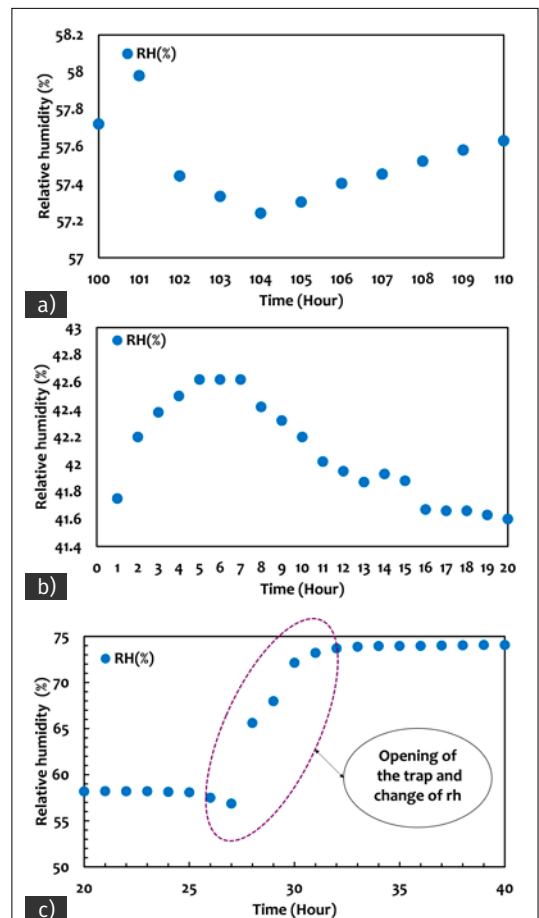 58.2
58
57.8
57.6
57.4
57.2
57
Relative humidity (%)
RH(%)
100 101 102 103 104 105 106 107 108 109 110
Time (Hour)
a)
43
42.8
42.6
42.4
42.2
42
41.8
41.6
41.4
Relative humidity (%)
RH(%)
0 1 2 3 4 5 6 7 8 9 10 11 12 13 14 15 16 17 18 19 20
Time (Hour)
b)
75
70
65
60
55
50
Relative humidity (%)
RH(%)
Opening of
the trap and
change of rh
20 25 30 35 40
Time (Hour)
c)